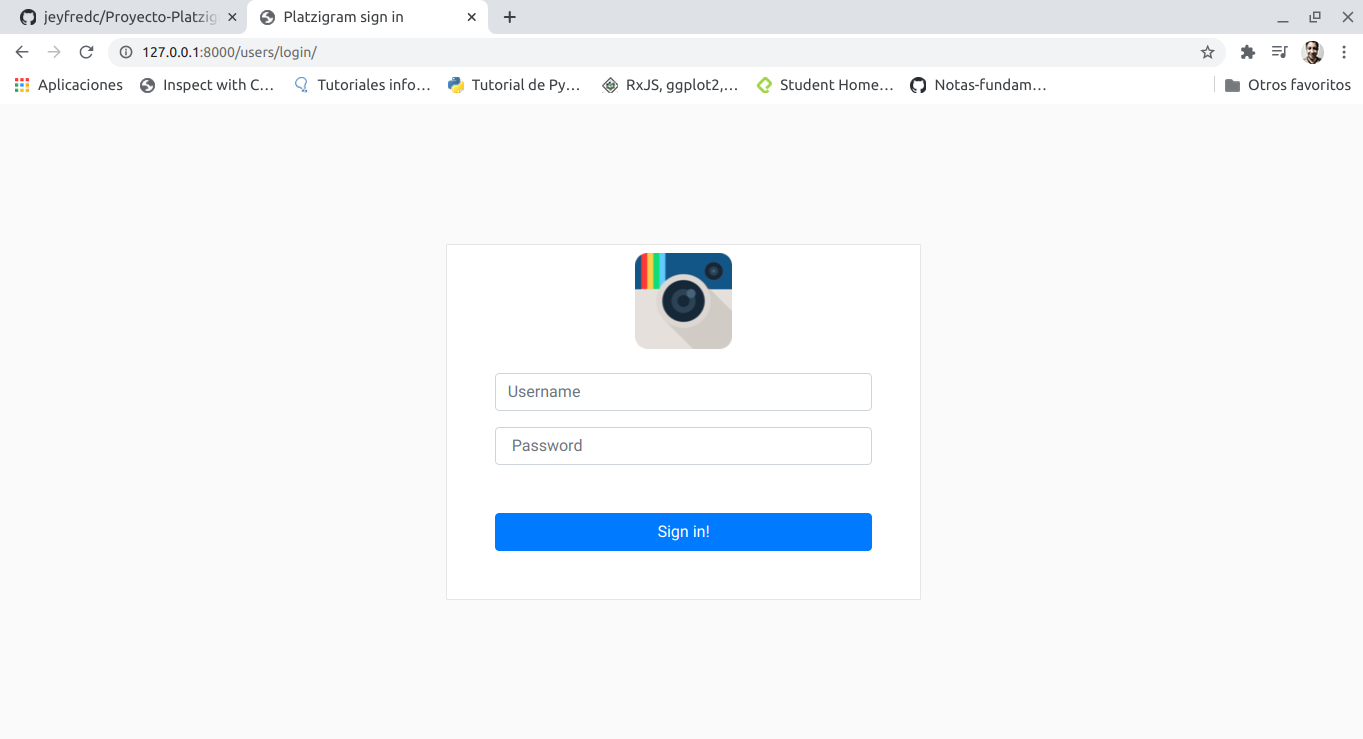 jeyfredc/Proyecto-Platzig
Platzigram sign in
127.0.0.1:8000/users/login/
Aplicaciones
Inspect with C...
Tutoriales info...
Tutorial de Py...
RxJS, ggplot2,...
Student Home...
Notas-fundam...
Otros favoritos
Username
Password
Sign in!